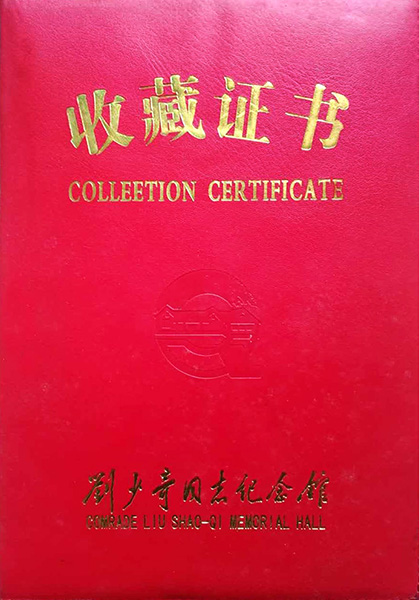 收藏证书
COLLEETION CERTIFICATE
劉少奇同志纪念馆
COMRADE LIU SHAO-QI MEMORIAL HALL